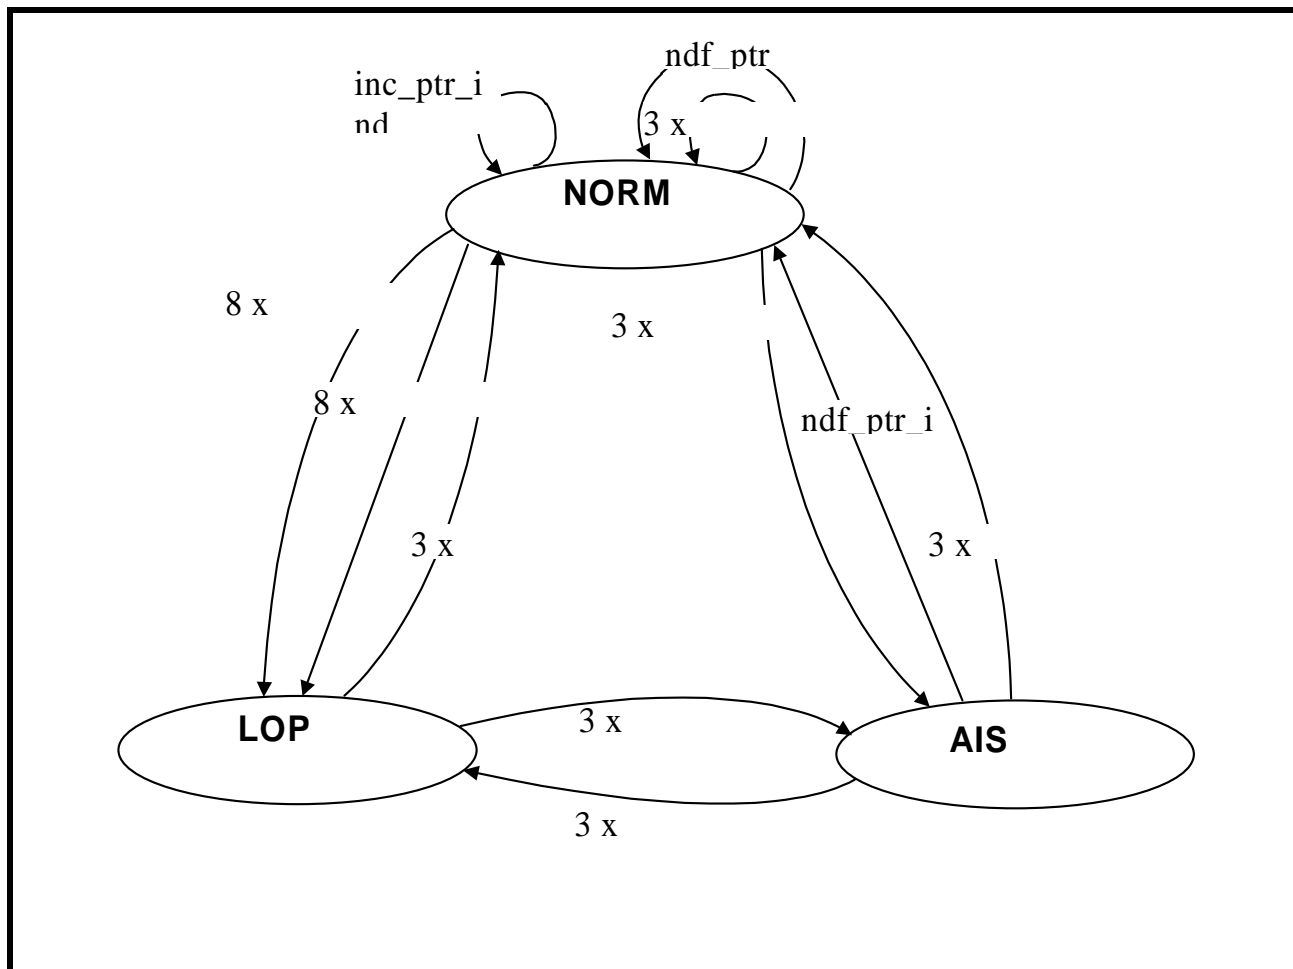 ndf_ptr
inc_ptr_i
nd
3 x
NORM
8 x
3 x
8 x
ndf_ptr_i
3 x
3 x
LOP
3 x
AIS
3 x